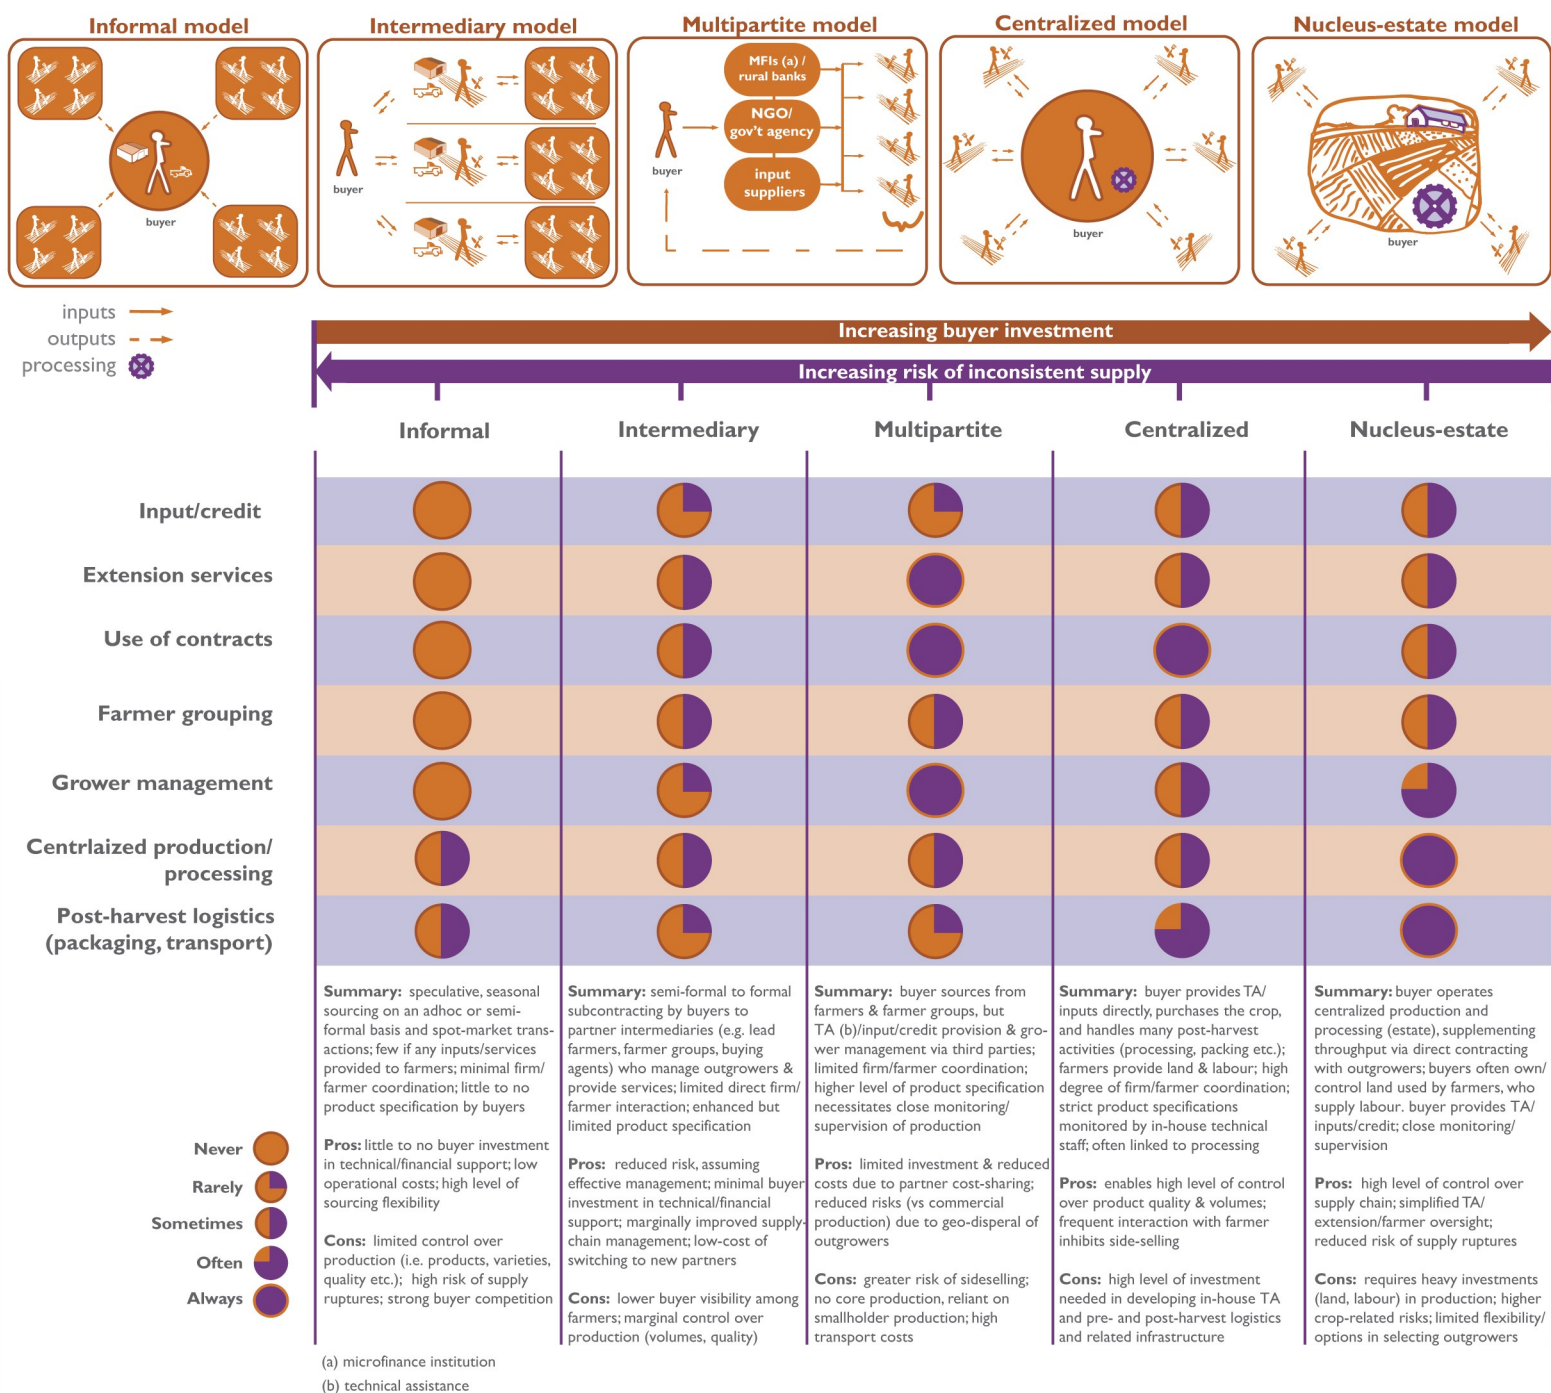 Informal model
Intermediary model
Multipartite model
Centralized model
Nucleus-estate model
buyer
buyer
MFIs (a) /
rural banks
NGO/
gov't agency
input
suppliers
buyer
buyer
buyer
inputs
outputs
processing
Increasing buyer investment
Increasing risk of inconsistent supply
Informal
Intermediary
Multipartite
Centralized
Nucleus-estate
Input/credit
Extension services
Use of contracts
Farmer grouping
Grower management
Centrlaized production/
processing
Post-harvest logistics
(packaging, transport)
Summary: speculative, seasonal
sourcing on an adhoc or semi-
formal basis and spot-market trans-
actions; few if any inputs/services
provided to farmers; minimal firm/
farmer coordination; little to no
product specification by buyers
Pros: little to no buyer investment
in technical/financial support; low
operational costs; high level of
sourcing flexibility
Cons: limited control over
production (i.e. products, varieties,
quality etc.); high risk of supply
ruptures; strong buyer competition
Summary: semi-formal to formal
subcontracting by buyers to
partner intermediaries (e.g. lead
farmers, farmer groups, buying
agents) who manage outgrowers &
provide services; limited direct firm/
farmer interaction; enhanced but
limited product specification
Pros: reduced risk, assuming
effective management; minimal buyer
investment in technical/financial
support; marginally improved supply-
chain management; low-cost of
switching to new partners
Cons: lower buyer visibility among
farmers; marginal control over
production (volumes, quality)
Summary: buyer sources from
farmers & farmer groups, but
TA (b)/input/credit provision & gro-
wer management via third parties;
limited firm/farmer coordination;
higher level of product specification
necessitates close monitoring/
supervision of production
Pros: limited investment & reduced
costs due to partner cost-sharing;
reduced risks (vs commercial
production) due to geo-disperal of
outgrowers
Cons: greater risk of sideselling;
no core production, reliant on
smallholder production; high
transport costs
Summary: buyer provides TA/
inputs directly, purchases the crop,
and handles many post-harvest
activities (processing, packing etc.);
farmers provide land & labour; high
degree of firm/farmer coordination;
strict product specifications
monitored by in-house technical
staff; often linked to processing
Pros: enables high level of control
over product quality & volumes;
frequent interaction with farmer
inhibits side-selling
Cons: high level of investment
needed in developing in-house TA
and pre- and post-harvest logistics
and related infrastructure
Summary: buyer operates
centralized production and
processing (estate), supplementing
throughput via direct contracting
with outgrowers; buyers often own/
control land used by farmers, who
supply labour. buyer provides TA/
inputs/credit; close monitoring/
supervision
Pros: high level of control over
supply chain; simplified TA/
extension/farmer oversight;
reduced risk of supply ruptures
Cons: requires heavy investments
(land, labour) in production; higher
crop-related risks; limited flexibility/
options in selecting outgrowers
Never
Rarely
Sometimes
Often
Always
(a) microfinance institution
(b) technical assistance